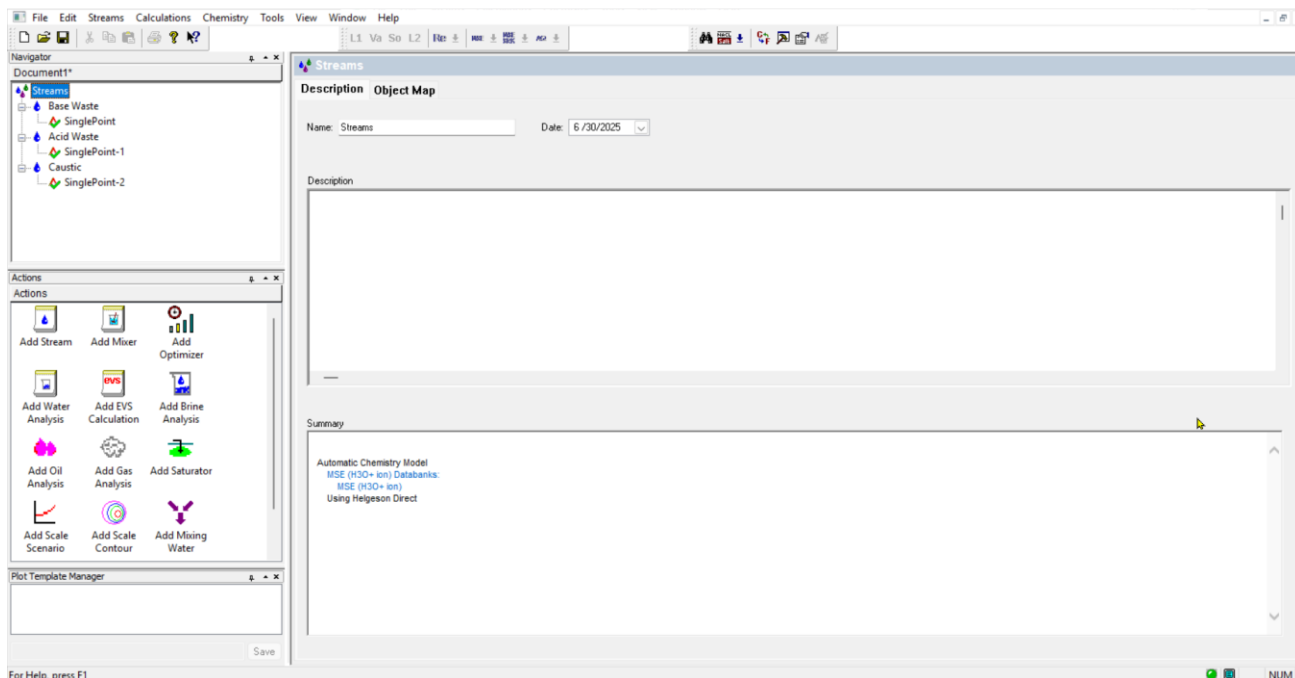 File Edit Streams Calculations Chemistry Tools View Window Help
L1 Va So L2
Navigator
Document1*
Streams
Base Waste
SinglePoint
Acid Waste
SinglePoint-1
Caustic
SinglePoint-2
Actions
Actions
Add Stream Add Mixer Add Optimizer
Add Water Analysis Add EVS Calculation Add Brine Analysis
Add Oil Analysis Add Gas Analysis Add Saturator
Add Scale Scenario Add Scale Contour Add Mixing Water
Plot Template Manager
Save
Streams
Description Object Map
Name: Streams Date: 6 /30/2025
Description
Summary
Automatic Chemistry Model
MSE (H3O+ ion) Databanks:
MSE (H3O+ ion)
Using Helgeson Direct
For Help, press F1
NUM